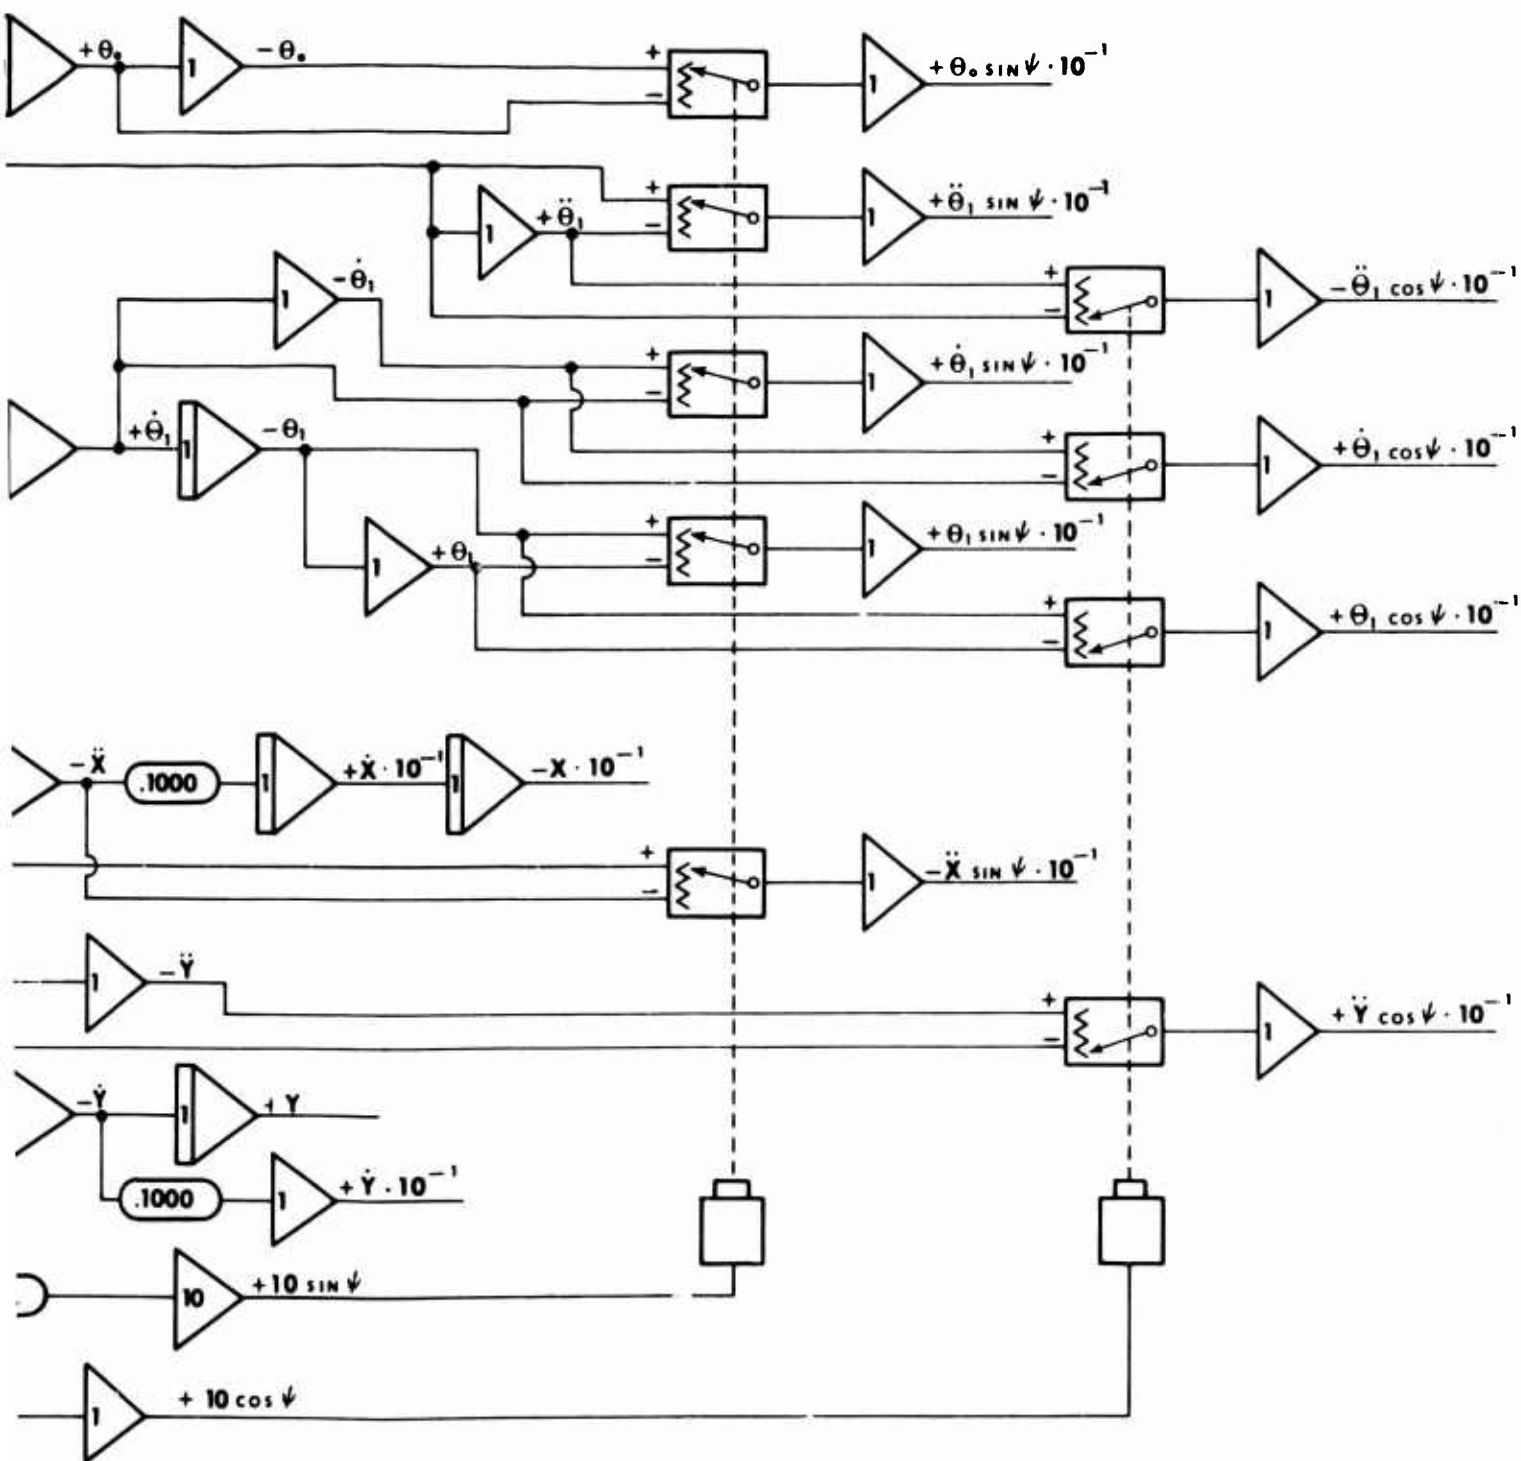 +θ₀
1
−θ₀
+
−
1
+θ₀ SIN ψ · 10⁻¹
1
+θ̈₁
+
−
1
+θ̈₁ SIN ψ · 10⁻¹
+
−
1
−θ̈₁ COS ψ · 10⁻¹
1
−θ̇₁
+
−
1
+θ̇₁ SIN ψ · 10⁻¹
+θ̇₁
1
−θ₁
+
−
1
+θ̇₁ COS ψ · 10⁻¹
1
+θ₁
+
−
1
+θ₁ SIN ψ · 10⁻¹
+
−
1
+θ₁ COS ψ · 10⁻¹
−Ẍ
.1000
1
+Ẋ · 10⁻¹
1
−X · 10⁻¹
+
−
1
−Ẍ SIN ψ · 10⁻¹
1
−Ÿ
+
−
1
+Ÿ COS ψ · 10⁻¹
−Ẏ
1
+Y
.1000
1
+Ẏ · 10⁻¹
10
+10 SIN ψ
1
+ 10 COS ψ